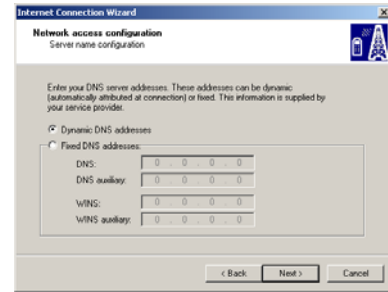 Internet Connection Wizard
Network access configuration
Server name configuration
Enter your DNS server addresses. These addresses can be dynamic
(automatically attributed at connection) or fixed. This information is supplied by
your service provider.
Dynamic DNS addresses
Fixed DNS addresses:
DNS: 0 . 0 . 0 . 0
DNS auxiliary: 0 . 0 . 0 . 0
WINS: 0 . 0 . 0 . 0
WINS auxiliary: 0 . 0 . 0 . 0
< Back Next > Cancel